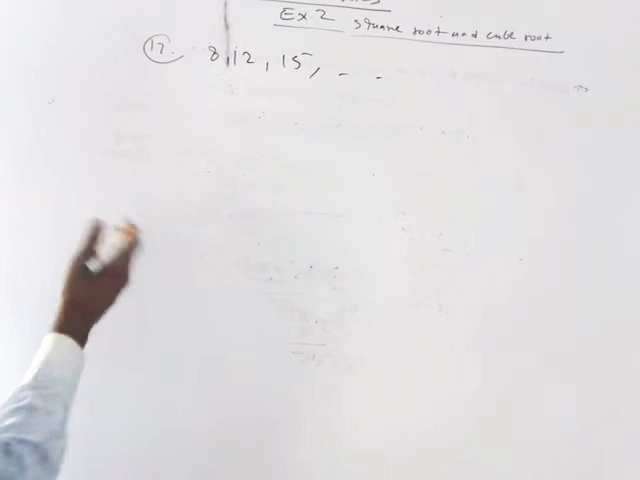 Ex. 2 square root and cube root
17. 8, 12, 15, - -